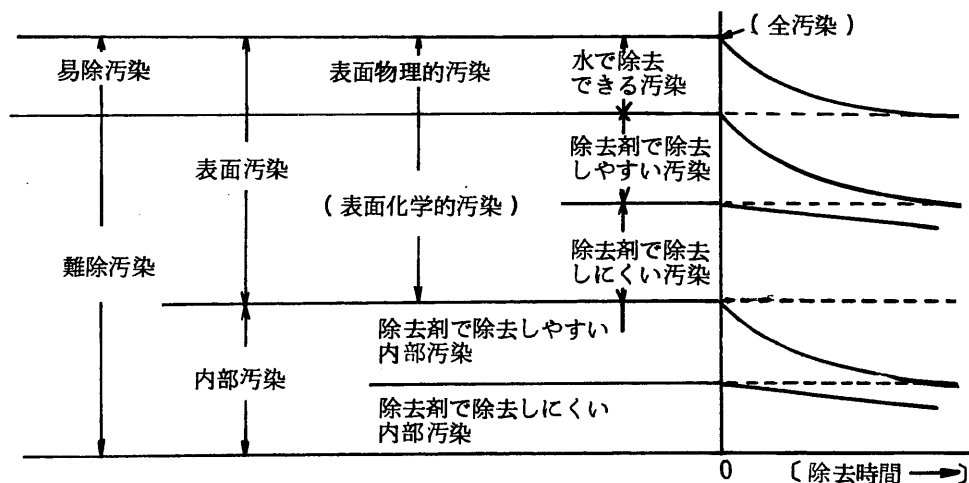 (全汚染)
易除汚染
表面物理的汚染
水で除去
できる汚染
除去剤で除去
しやすい汚染
表面汚染
(表面化学的汚染)
除去剤で除去
しにくい汚染
難除汚染
除去剤で除去しやすい
内部汚染
内部汚染
除去剤で除去しにくい
内部汚染
0
〔除去時間→〕